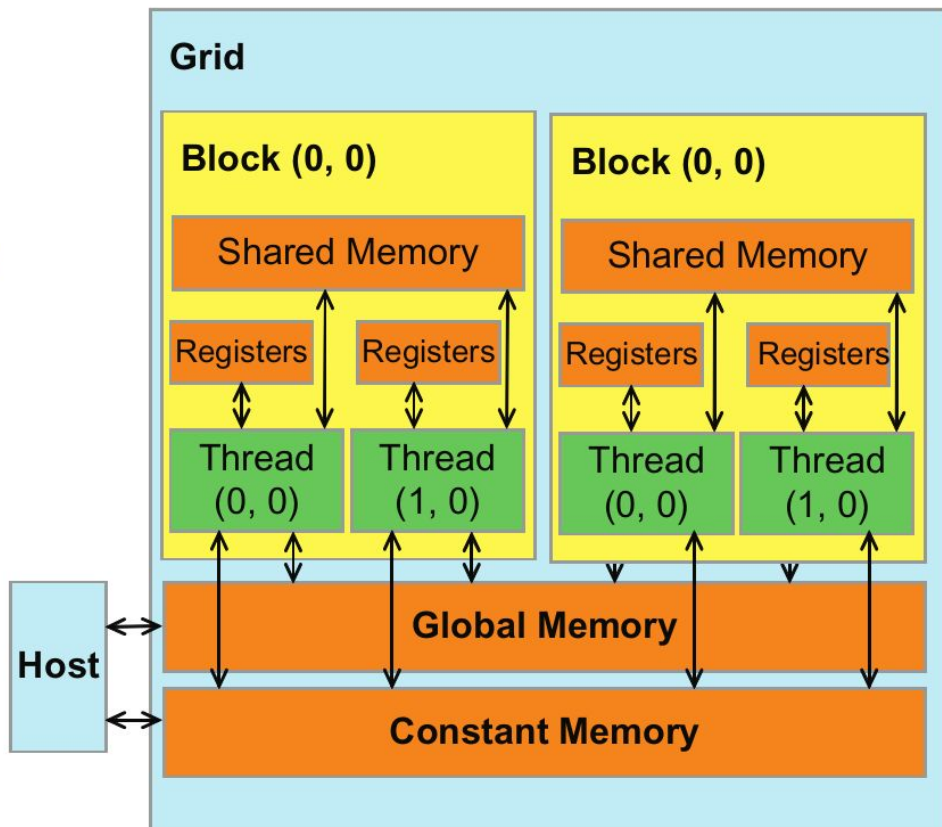 Grid
Block (0, 0)
Shared Memory
Registers
Registers
Thread
(0, 0)
Thread
(1, 0)
Block (0, 0)
Shared Memory
Registers
Registers
Thread
(0, 0)
Thread
(1, 0)
Host
Global Memory
Constant Memory